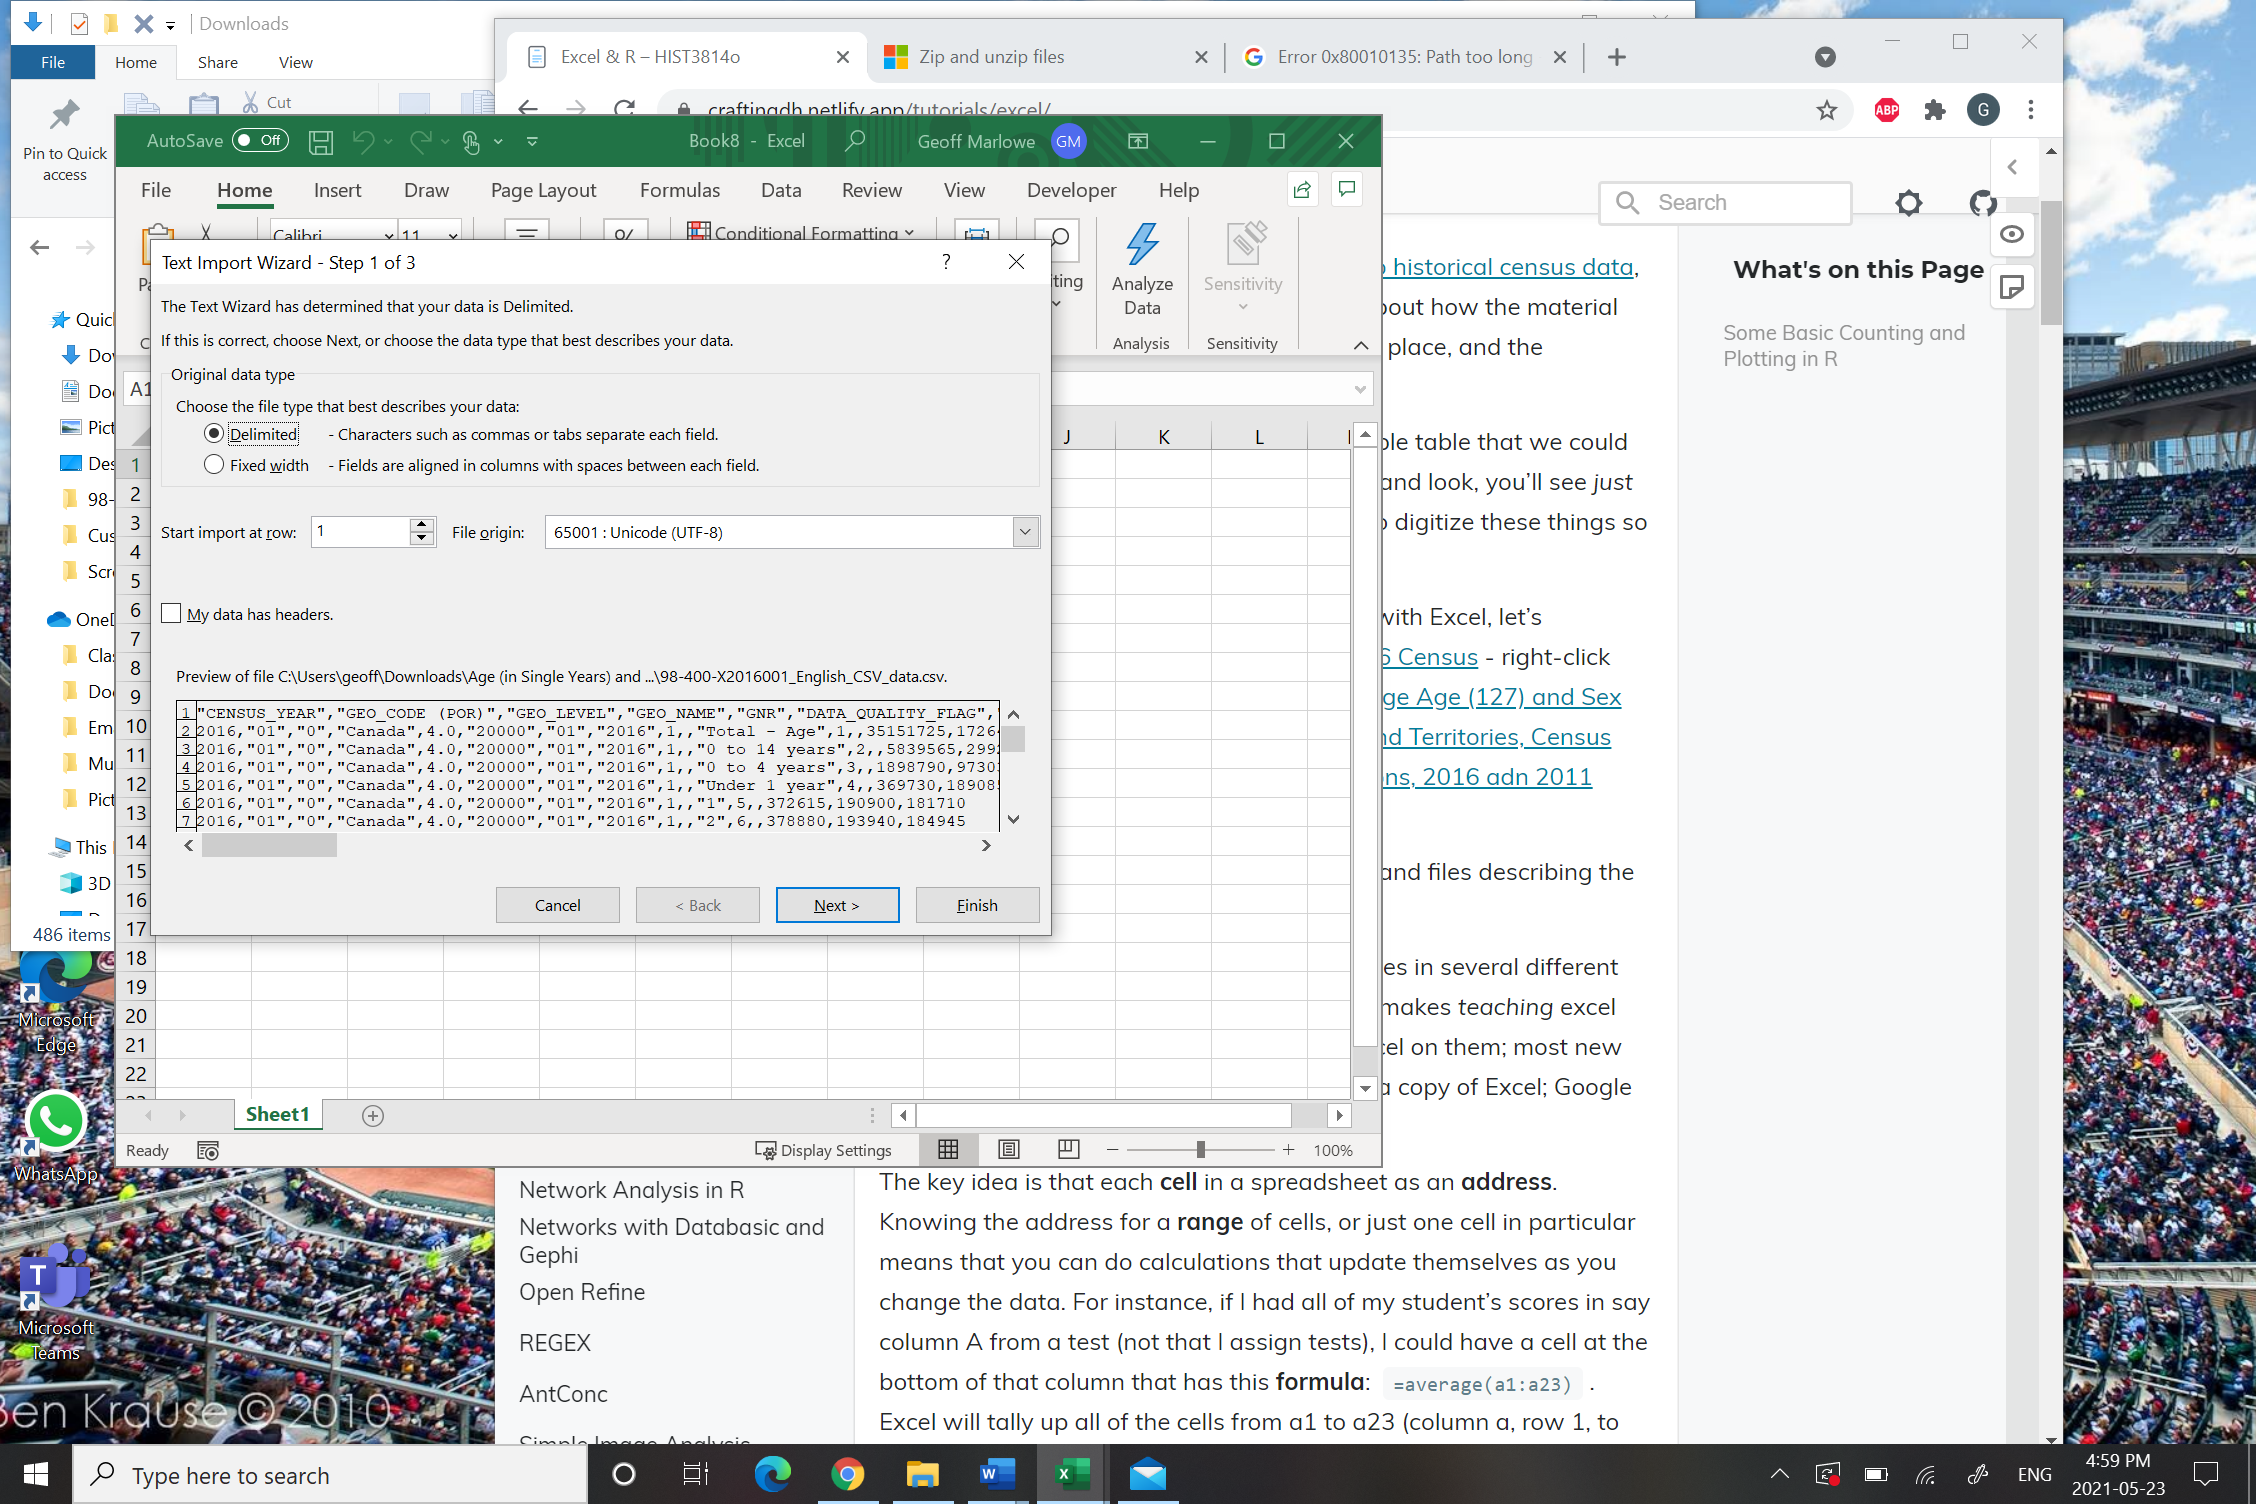 Downloads
File
Home
Share
View
Cut
Pin to Quick
access
Excel & R – HIST3814o
Zip and unzip files
Error 0x80010135: Path too long
craftingdh.netlify.app/tutorials/excel/
ABP
G
AutoSave
Off
Book8 - Excel
Geoff Marlowe
GM
File
Home
Insert
Draw
Page Layout
Formulas
Data
Review
View
Developer
Help
Calibri
11
%
Conditional Formatting
Analyze
Data
Sensitivity
Analysis
Sensitivity
Text Import Wizard - Step 1 of 3
?
The Text Wizard has determined that your data is Delimited.
If this is correct, choose Next, or choose the data type that best describes your data.
Original data type
Choose the file type that best describes your data:
Delimited - Characters such as commas or tabs separate each field.
Fixed width - Fields are aligned in columns with spaces between each field.
Start import at row: 1
File origin: 65001 : Unicode (UTF-8)
My data has headers.
Preview of file C:\Users\geoff\Downloads\Age (in Single Years) and ...\98-400-X2016001_English_CSV_data.csv.
1 "CENSUS_YEAR","GEO_CODE (POR)","GEO_LEVEL","GEO_NAME","GNR","DATA_QUALITY_FLAG","
2 2016,"01","0","Canada",4.0,"20000","01","2016",1,,"Total – Age",1,,35151725,1726
3 2016,"01","0","Canada",4.0,"20000","01","2016",1,,"0 to 14 years",2,,5839565,299
4 2016,"01","0","Canada",4.0,"20000","01","2016",1,,"0 to 4 years",3,,1898790,9730
5 2016,"01","0","Canada",4.0,"20000","01","2016",1,,"Under 1 year",4,,369730,18908
6 2016,"01","0","Canada",4.0,"20000","01","2016",1,,"1",5,,372615,190900,181710
7 2016,"01","0","Canada",4.0,"20000","01","2016",1,,"2",6,,378880,193940,184945
Cancel
< Back
Next >
Finish
A1
J K L
1
2
3
4
5
6
7
8
9
10
11
12
13
14
15
16
17
18
19
20
21
22
Sheet1
Ready
Display Settings
100%
Quic
Dov
Doc
Pict
Des
98-
Cus
Scr
OneD
Cla
Do
Em
Mu
Pict
This
3D
486 items
Search
What's on this Page
Some Basic Counting and
Plotting in R
historical census data,
out how the material
place, and the
le table that we could
and look, you’ll see just
digitize these things so
with Excel, let’s
6 Census - right-click
ge Age (127) and Sex
nd Territories, Census
ns, 2016 adn 2011
and files describing the
es in several different
makes teaching excel
cel on them; most new
a copy of Excel; Google
Network Analysis in R
Networks with Databasic and
Gephi
Open Refine
REGEX
AntConc
Simple Image Analysis
The key idea is that each cell in a spreadsheet as an address.
Knowing the address for a range of cells, or just one cell in particular
means that you can do calculations that update themselves as you
change the data. For instance, if I had all of my student’s scores in say
column A from a test (not that I assign tests), I could have a cell at the
bottom of that column that has this formula: =average(a1:a23) .
Excel will tally up all of the cells from a1 to a23 (column a, row 1, to
Microsoft
Edge
WhatsApp
Microsoft
Teams
Ben Krause © 2010
Type here to search
ENG
4:59 PM
2021-05-23